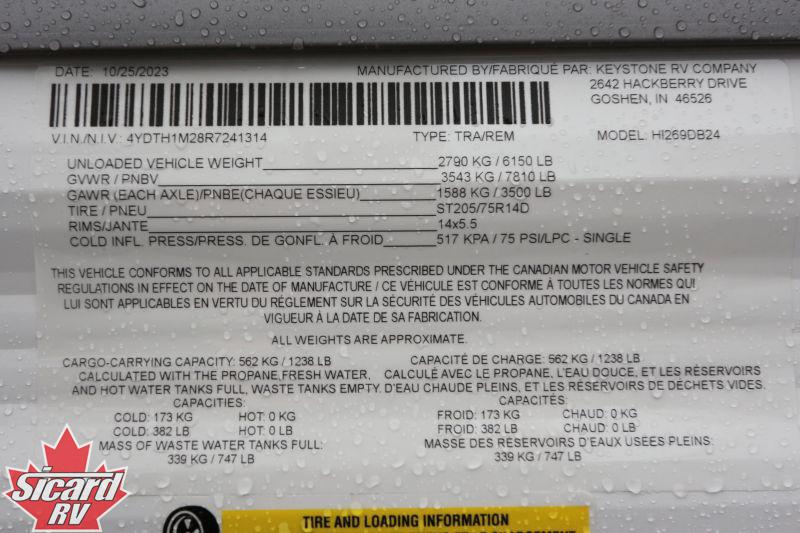 DATE: 10/25/2023
MANUFACTURED BY/FABRIQUÉ PAR: KEYSTONE RV COMPANY
2642 HACKBERRY DRIVE
GOSHEN, IN 46526
V.I.N./N.I.V.: 4YDTH1M28R7241314 TYPE: TRA/REM MODEL: HI269DB24
UNLOADED VEHICLE WEIGHT 2790 KG / 6150 LB
GVWR / PNBV 3543 KG / 7810 LB
GAWR (EACH AXLE)/PNBE(CHAQUE ESSIEU) 1588 KG / 3500 LB
TIRE / PNEU ST205/75R14D
RIMS/JANTE 14x5.5
COLD INFL. PRESS/PRESS. DE GONFL. À FROID 517 KPA / 75 PSI/LPC - SINGLE
THIS VEHICLE CONFORMS TO ALL APPLICABLE STANDARDS PRESCRIBED UNDER THE CANADIAN MOTOR VEHICLE SAFETY
REGULATIONS IN EFFECT ON THE DATE OF MANUFACTURE / CE VÉHICULE EST CONFORME À TOUTES LES NORMES QUI
LUI SONT APPLICABLES EN VERTU DU RÉGLEMENT SUR LA SÉCURITÉ DES VÉHICULES AUTOMOBILES DU CANADA EN
VIGUEUR À LA DATE DE SA FABRICATION.
ALL WEIGHTS ARE APPROXIMATE.
CARGO-CARRYING CAPACITY: 562 KG / 1238 LB CAPACITÉ DE CHARGE: 562 KG / 1238 LB
CALCULATED WITH THE PROPANE,FRESH WATER, CALCULÉ AVEC LE PROPANE, L'EAU DOUCE, ET LES RÉSERVOIRS
AND HOT WATER TANKS FULL, WASTE TANKS EMPTY. D'EAU CHAUDE PLEINS, ET LES RÉSERVOIRS DE DÉCHETS VIDES.
CAPACITIES: CAPACITÉS:
COLD: 173 KG HOT: 0 KG FROID: 173 KG CHAUD: 0 KG
COLD: 382 LB HOT: 0 LB FROID: 382 LB CHAUD: 0 LB
MASS OF WASTE WATER TANKS FULL: MASSE DES RÉSERVOIRS D'EAUX USÉES PLEINS:
339 KG / 747 LB 339 KG / 747 LB
Sicard
RV
TIRE AND LOADING INFORMATION